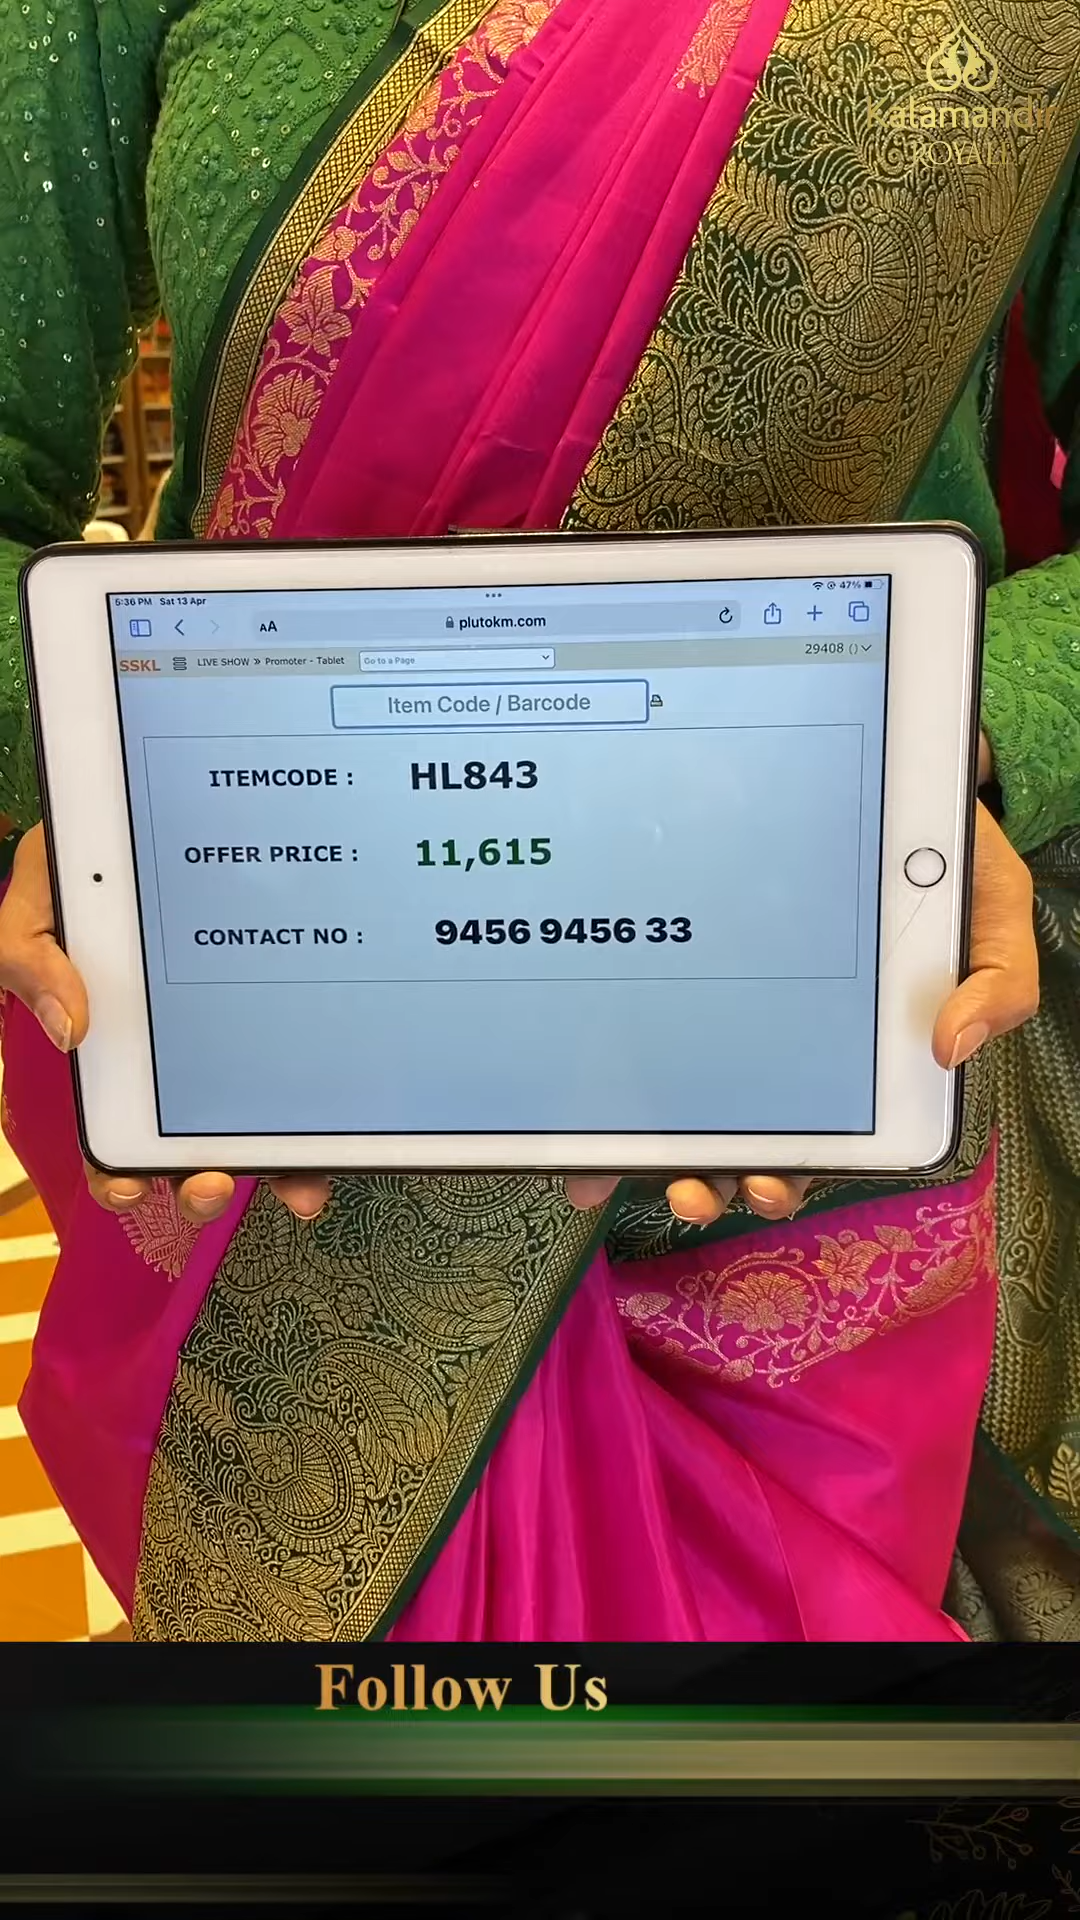 Kalamandir
ROYALE
5:36 PM Sat 13 Apr
47%
AA
plutokm.com
SSKL
LIVE SHOW » Promoter - Tablet
Go to a Page
29408 ()
Item Code / Barcode
ITEMCODE : HL843
OFFER PRICE : 11,615
CONTACT NO : 9456 9456 33
Follow Us